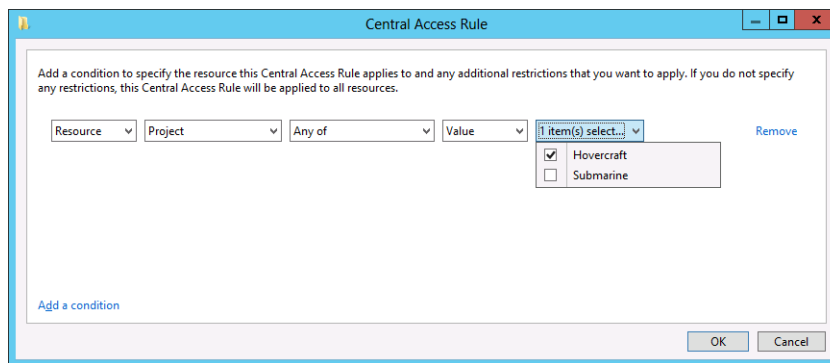 Central Access Rule
Add a condition to specify the resource this Central Access Rule applies to and any additional restrictions that you want to apply. If you do not specify
any restrictions, this Central Access Rule will be applied to all resources.
Resource Project Any of Value 1 item(s) select... Remove
Hovercraft
Submarine
Add a condition
OK Cancel